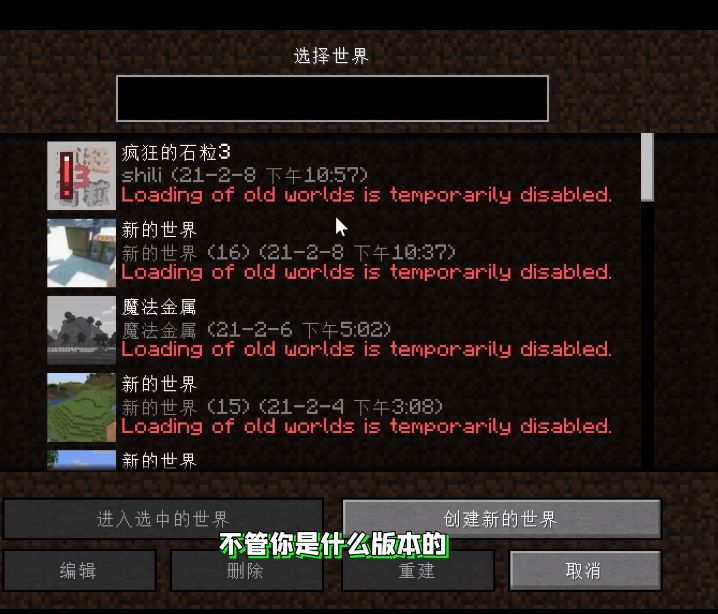 选择世界
疯狂的石粒3
shili (21-2-8 下午10:57)
Loading of old worlds is temporarily disabled.
新的世界
新的世界 (16) (21-2-8 下午10:37)
Loading of old worlds is temporarily disabled.
魔法金属
魔法金属 (21-2-6 下午5:02)
Loading of old worlds is temporarily disabled.
新的世界
新的世界 (15) (21-2-4 下午3:08)
Loading of old worlds is temporarily disabled.
新的世界
进入选中的世界 创建新的世界
不管你是什么版本的
编辑 删除 重建 取消